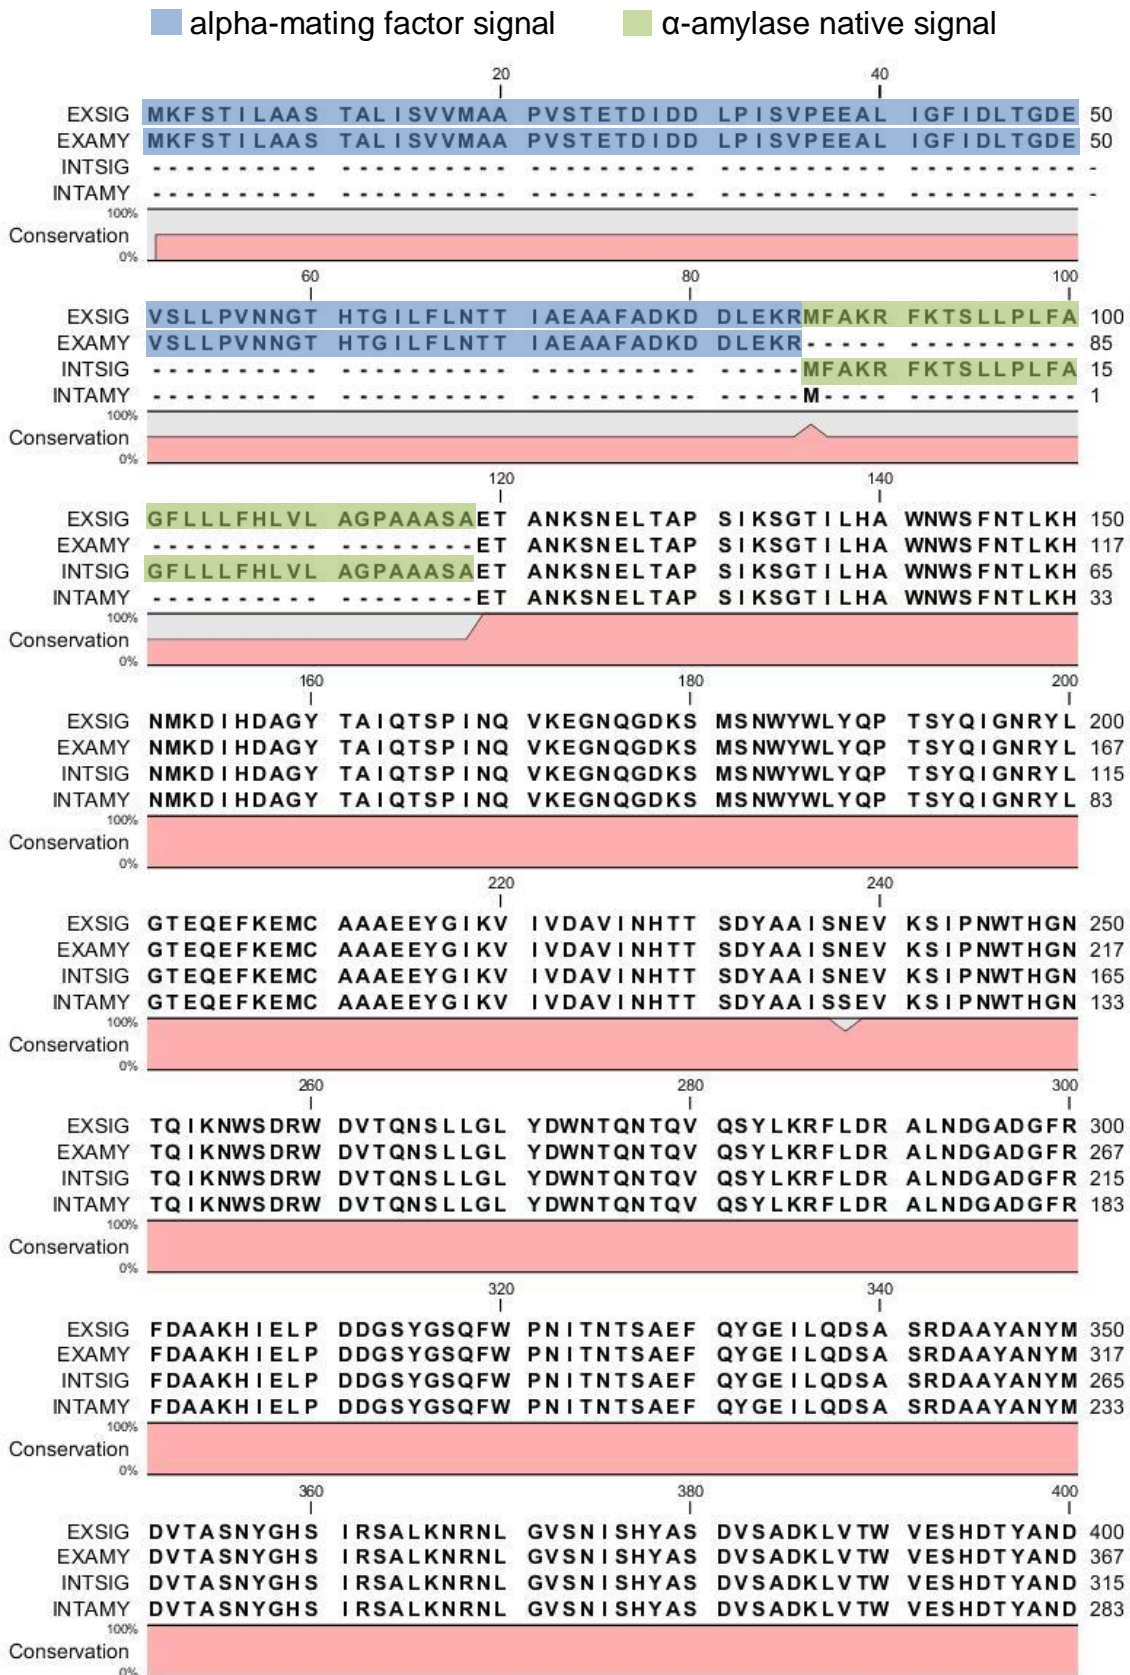 alpha-mating factor signal α-amylase native signal
20 40
EXSIG MKFSTILAAS TALISVVMAA PVSTETDIDD LPISVPEEAL IGFIDLTGDE 50
EXAMY MKFSTILAAS TALISVVMAA PVSTETDIDD LPISVPEEAL IGFIDLTGDE 50
INTSIG ---------- ---------- ---------- ---------- ---------- -
INTAMY ---------- ---------- ---------- ---------- ---------- -
100%
Conservation
0%
60 80 100
EXSIG VSLLPVNNGT HTGILFLNTT IAEAAFADKD DLEKRMFAKR FKTSLLPLFA 100
EXAMY VSLLPVNNGT HTGILFLNTT IAEAAFADKD DLEKR----- ---------- 85
INTSIG ---------- ---------- ---------- -----MFAKR FKTSLLPLFA 15
INTAMY ---------- ---------- ---------- -----M---- ---------- 1
100%
Conservation
0%
120 140
EXSIG GFLLLFHLVL AGPAAASAET ANKSNELTAP SIKSGTILHA WNWSFNTLKH 150
EXAMY ---------- --------ET ANKSNELTAP SIKSGTILHA WNWSFNTLKH 117
INTSIG GFLLLFHLVL AGPAAASAET ANKSNELTAP SIKSGTILHA WNWSFNTLKH 65
INTAMY ---------- --------ET ANKSNELTAP SIKSGTILHA WNWSFNTLKH 33
100%
Conservation
0%
160 180 200
EXSIG NMKDIHDAGY TAIQTSPINQ VKEGNQGDKS MSNWYWLYQP TSYQIGNRYL 200
EXAMY NMKDIHDAGY TAIQTSPINQ VKEGNQGDKS MSNWYWLYQP TSYQIGNRYL 167
INTSIG NMKDIHDAGY TAIQTSPINQ VKEGNQGDKS MSNWYWLYQP TSYQIGNRYL 115
INTAMY NMKDIHDAGY TAIQTSPINQ VKEGNQGDKS MSNWYWLYQP TSYQIGNRYL 83
100%
Conservation
0%
220 240
EXSIG GTEQEFKEMC AAAEEYGIKV IVDAVINHTT SDYAAISNEV KSIPNWTHGN 250
EXAMY GTEQEFKEMC AAAEEYGIKV IVDAVINHTT SDYAAISNEV KSIPNWTHGN 217
INTSIG GTEQEFKEMC AAAEEYGIKV IVDAVINHTT SDYAAISNEV KSIPNWTHGN 165
INTAMY GTEQEFKEMC AAAEEYGIKV IVDAVINHTT SDYAAISSEV KSIPNWTHGN 133
100%
Conservation
0%
260 280 300
EXSIG TQIKNWSDRW DVTQNSLLGL YDWNTQNTQV QSYLKRFLDR ALNDGADGFR 300
EXAMY TQIKNWSDRW DVTQNSLLGL YDWNTQNTQV QSYLKRFLDR ALNDGADGFR 267
INTSIG TQIKNWSDRW DVTQNSLLGL YDWNTQNTQV QSYLKRFLDR ALNDGADGFR 215
INTAMY TQIKNWSDRW DVTQNSLLGL YDWNTQNTQV QSYLKRFLDR ALNDGADGFR 183
100%
Conservation
0%
320 340
EXSIG FDAAKHIELP DDGSYGSQFW PNITNTSAEF QYGEILQDSA SRDAAYANYM 350
EXAMY FDAAKHIELP DDGSYGSQFW PNITNTSAEF QYGEILQDSA SRDAAYANYM 317
INTSIG FDAAKHIELP DDGSYGSQFW PNITNTSAEF QYGEILQDSA SRDAAYANYM 265
INTAMY FDAAKHIELP DDGSYGSQFW PNITNTSAEF QYGEILQDSA SRDAAYANYM 233
100%
Conservation
0%
360 380 400
EXSIG DVTASNYGHS IRSALKNRNL GVSNISHYAS DVSADKLVTW VESHDTYAND 400
EXAMY DVTASNYGHS IRSALKNRNL GVSNISHYAS DVSADKLVTW VESHDTYAND 367
INTSIG DVTASNYGHS IRSALKNRNL GVSNISHYAS DVSADKLVTW VESHDTYAND 315
INTAMY DVTASNYGHS IRSALKNRNL GVSNISHYAS DVSADKLVTW VESHDTYAND 283
100%
Conservation
0%